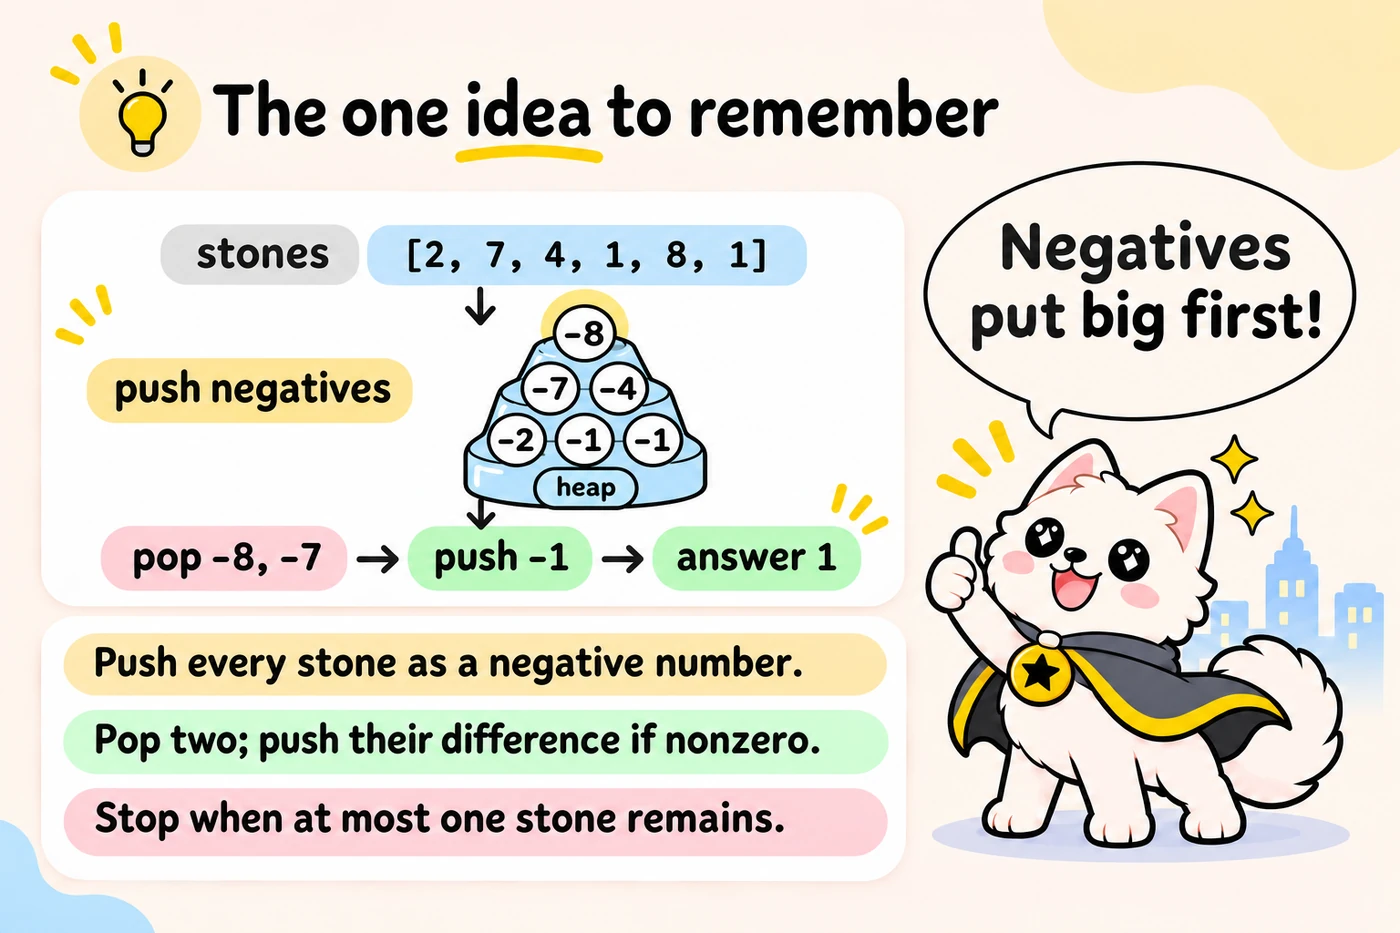 The one idea to remember
stones [2, 7, 4, 1, 8, 1]
Negatives
put big first!
push negatives
-8
-7 -4
-2 -1 -1
heap
pop -8, -7 → push -1 → answer 1
Push every stone as a negative number.
Pop two; push their difference if nonzero.
Stop when at most one stone remains.